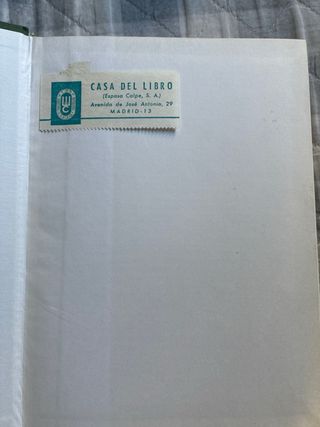 CASA DEL LIBRO
(Espasa Calpe, S. A.)
Avenida de José Antonio, 29
MADRID-13